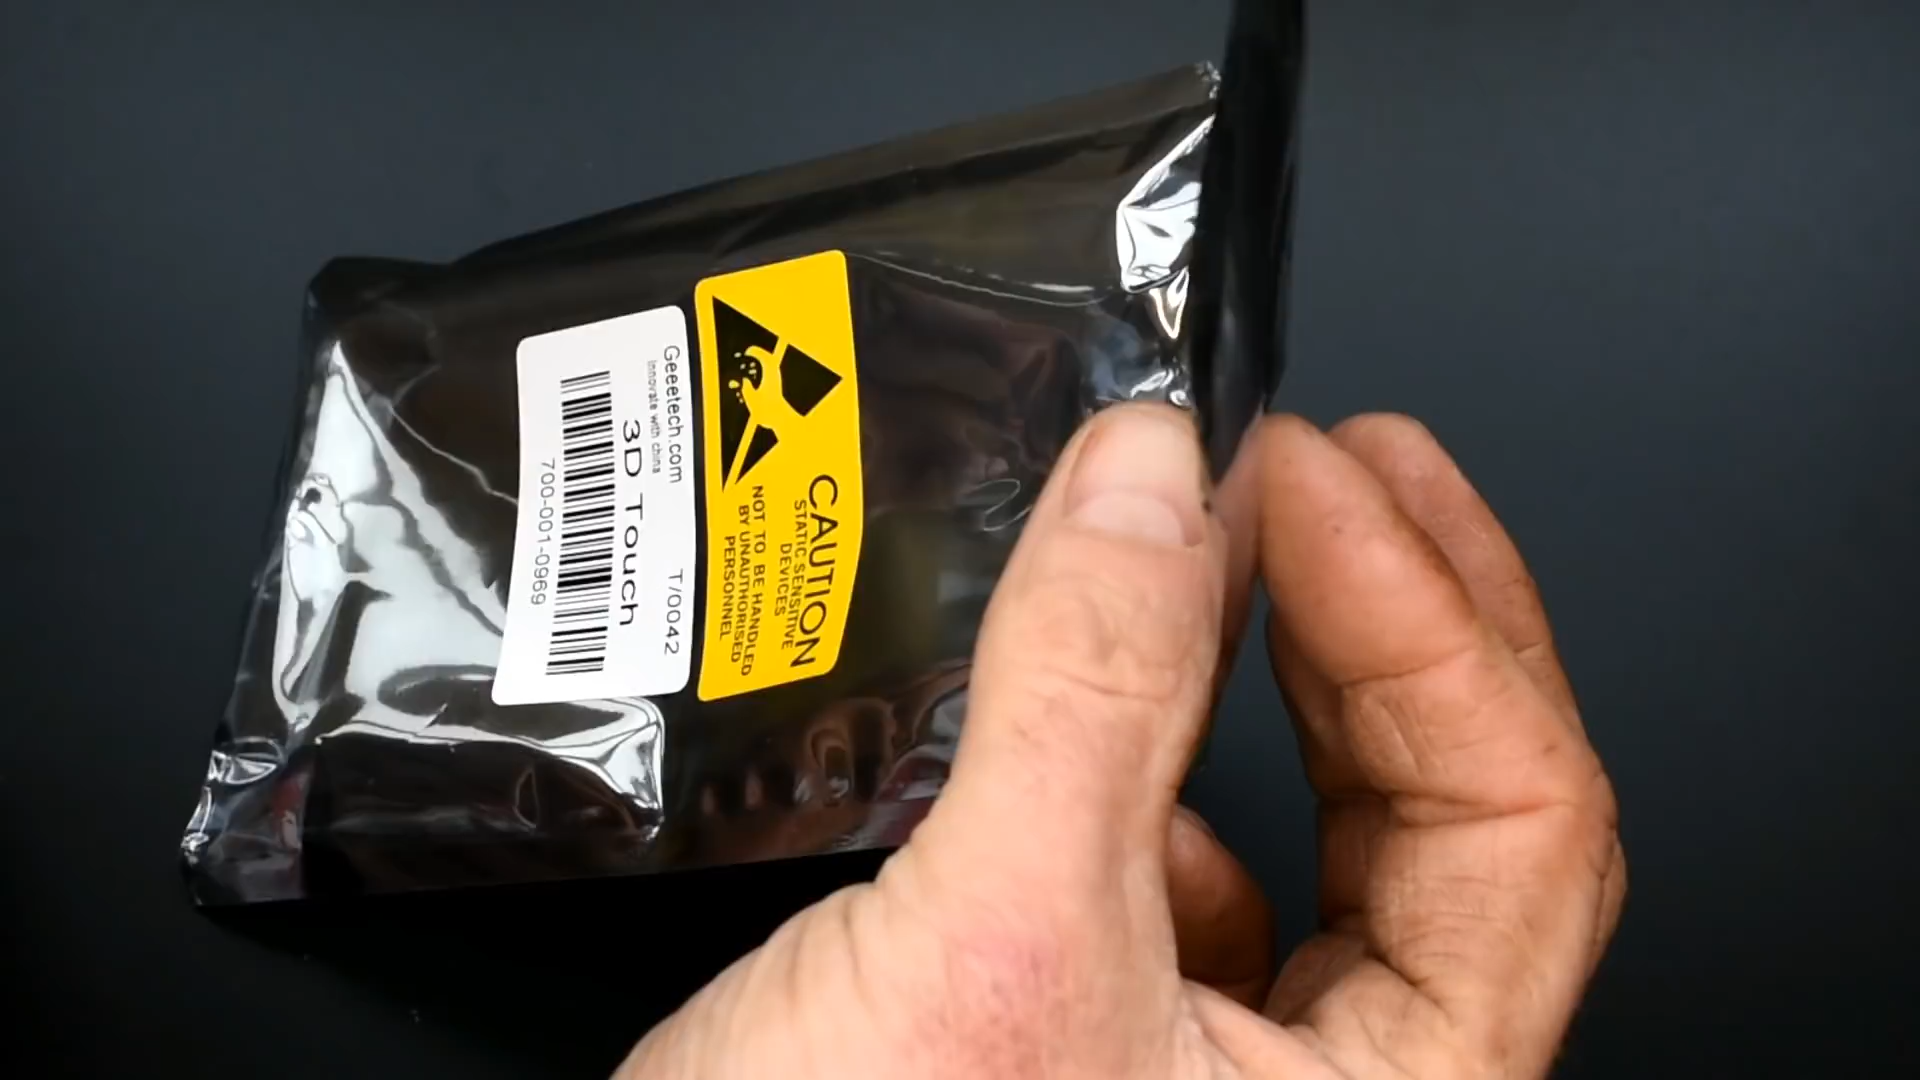 CAUTION
STATIC SENSITIVE
DEVICES
NOT TO BE HANDLED
BY UNAUTHORISED
PERSONNEL
Geeetech.com T/0042
Innovate with china
3D Touch
700-001-0969